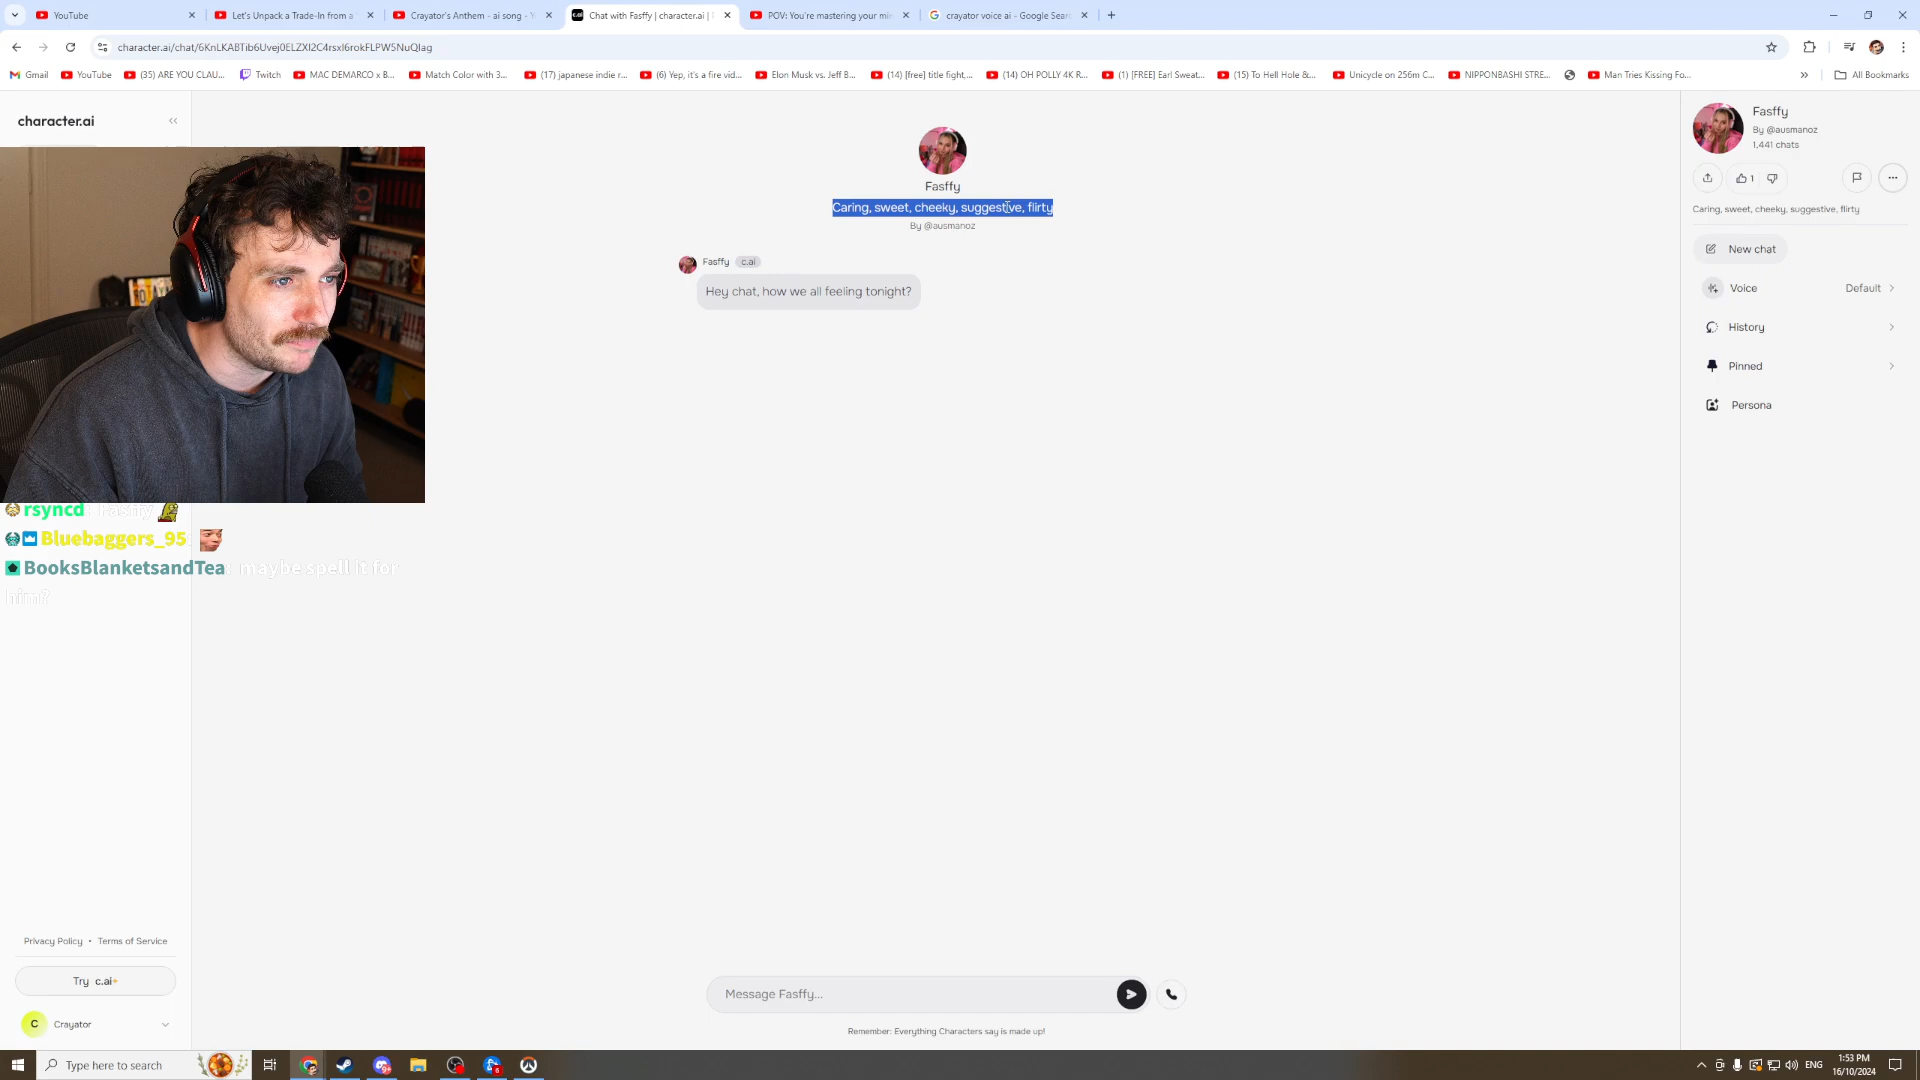 YouTube
Let's Unpack a Trade-In from a
Crayator's Anthem - ai song - Y
Chat with Fasffy | character.ai |
POV: You're mastering your mi
crayator voice ai - Google Sear
character.ai/chat/6KnLKABTib6Uvej0ELZXl2C4rsxl6rokFLPW5NuQIag
Gmail
YouTube
(35) ARE YOU CLAU...
Twitch
MAC DEMARCO x B...
Match Color with 3...
(17) japanese indie r...
(6) Yep, it's a fire vid...
Elon Musk vs. Jeff B...
(14) [free] title fight,...
(14) OH POLLY 4K R...
(1) [FREE] Earl Sweat...
(15) To Hell Hole &...
Unicycle on 256m C...
NIPPONBASHI STRE...
Man Tries Kissing Fo...
All Bookmarks
character.ai
Fasffy
Caring, sweet, cheeky, suggestive, flirty
By @ausmanoz
Fasffy c.ai
Hey chat, how we all feeling tonight?
Fasffy
By @ausmanoz
1,441 chats
1
Caring, sweet, cheeky, suggestive, flirty
New chat
Voice Default
History
Pinned
Persona
rsyncd: Fasffy
Bluebaggers_95
BooksBlanketsandTea: maybe spell it for
him?
Privacy Policy • Terms of Service
Try c.ai+
C Crayator
Message Fasffy...
Remember: Everything Characters say is made up!
Type here to search
ENG
1:53 PM
16/10/2024